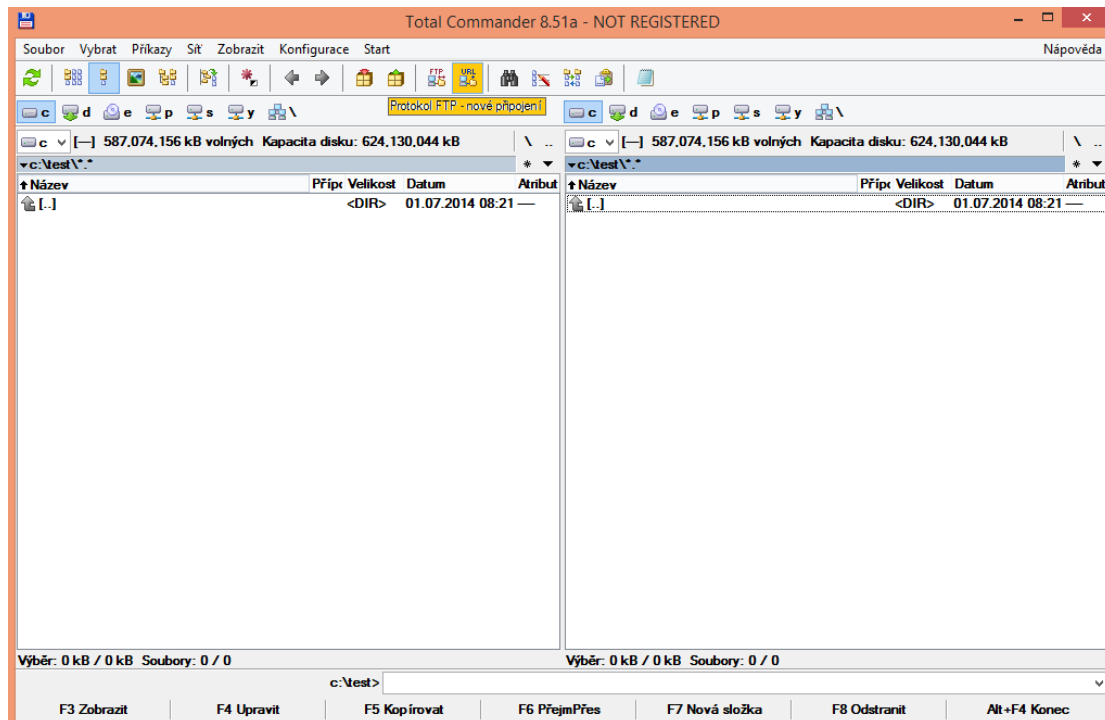 Total Commander 8.51a - NOT REGISTERED
Soubor Vybrat Příkazy Síť Zobrazit Konfigurace Start Nápověda
FTP URL
c d e p s y \ Protokol FTP - nové připojení c d e p s y \
c [—] 587.074.156 kB volných Kapacita disku: 624.130.044 kB \ .. c [—] 587.074.156 kB volných Kapacita disku: 624.130.044 kB \ ..
c:\test\*.* * c:\test\*.* *
Název Přípo Velikost Datum Atribut Název Přípo Velikost Datum Atribut
[..] <DIR> 01.07.2014 08:21 — [..] <DIR> 01.07.2014 08:21 —
Výběr: 0 kB / 0 kB Soubory: 0 / 0 Výběr: 0 kB / 0 kB Soubory: 0 / 0
c:\test>
F3 Zobrazit F4 Upravit F5 Kopírovat F6 PřejmPřes F7 Nová složka F8 Odstranit Alt+F4 Konec